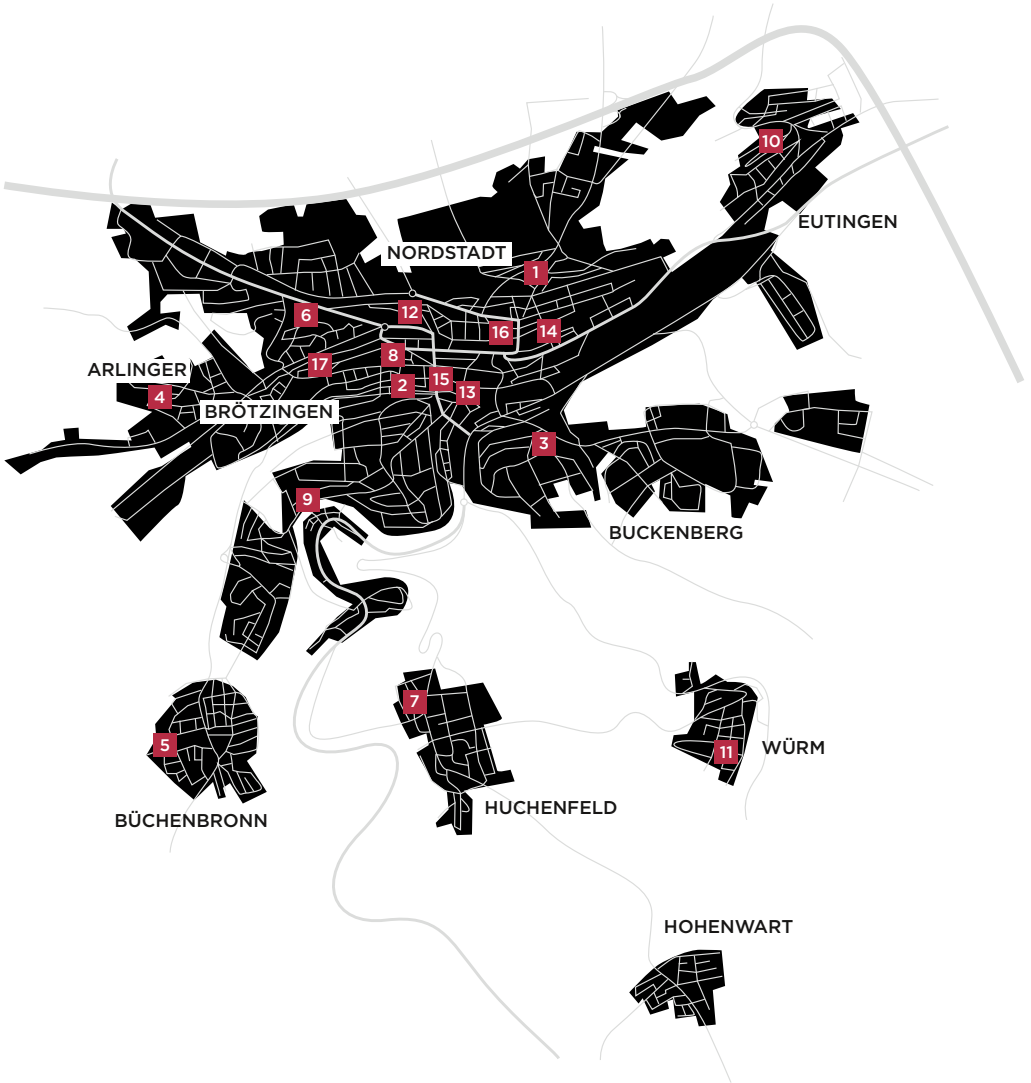 10
EUTINGEN
NORDSTADT
1
6
12
16
14
8
17
ARLINGER
4
2
15
13
BRÖTZINGEN
3
9
BUCKENBERG
7
5
11
WÜRM
HUCHENFELD
BÜCHENBRONN
HOHENWART